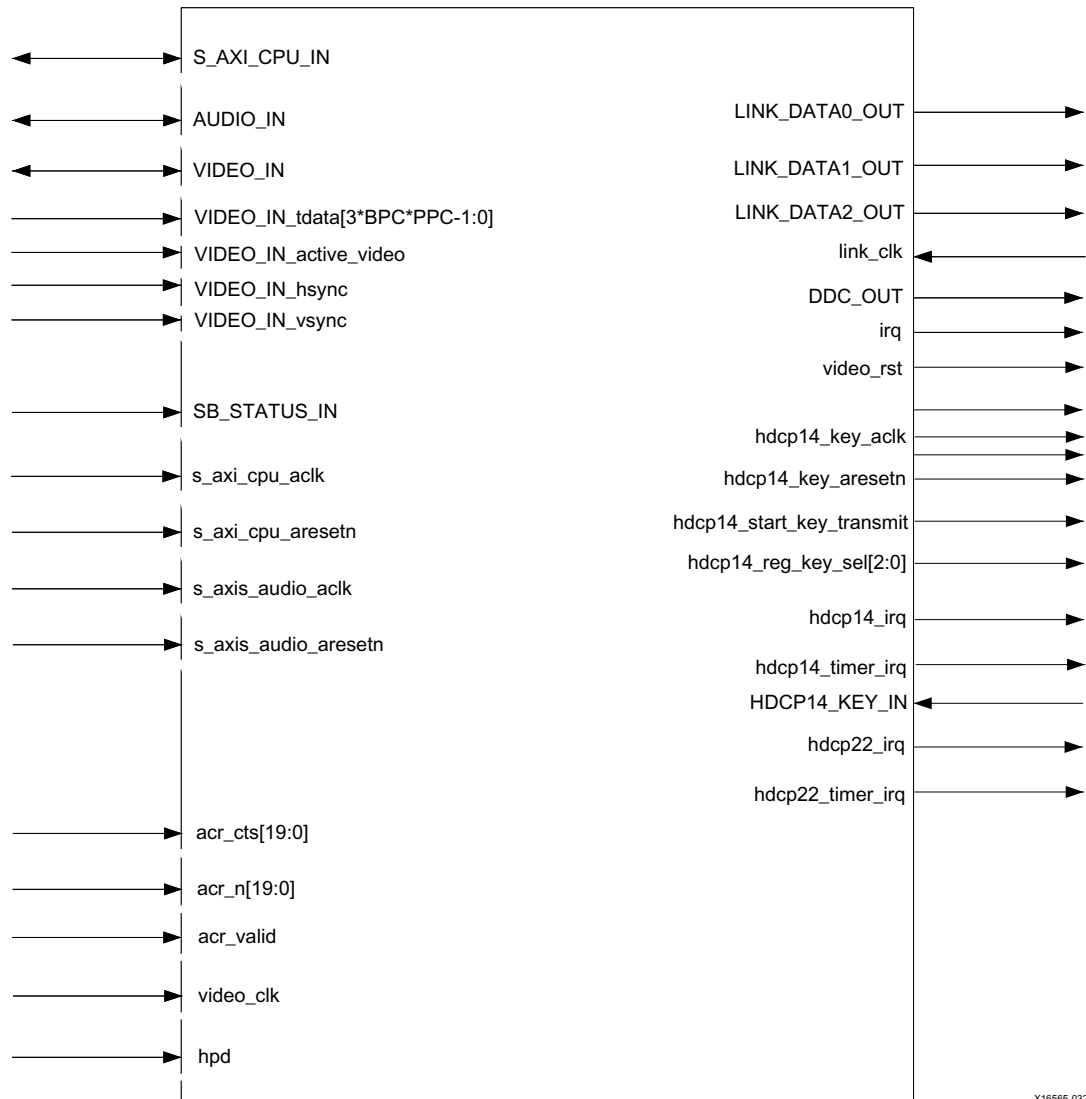 S_AXI_CPU_IN
AUDIO_IN
VIDEO_IN
VIDEO_IN_tdata[3*BPC*PPC-1:0]
VIDEO_IN_active_video
VIDEO_IN_hsync
VIDEO_IN_vsync
SB_STATUS_IN
s_axi_cpu_aclk
s_axi_cpu_aresetn
s_axis_audio_aclk
s_axis_audio_aresetn
acr_cts[19:0]
acr_n[19:0]
acr_valid
video_clk
hpd
LINK_DATA0_OUT
LINK_DATA1_OUT
LINK_DATA2_OUT
link_clk
DDC_OUT
irq
video_rst
hdcp14_key_aclk
hdcp14_key_aresetn
hdcp14_start_key_transmit
hdcp14_reg_key_sel[2:0]
hdcp14_irq
hdcp14_timer_irq
HDCP14_KEY_IN
hdcp22_irq
hdcp22_timer_irq